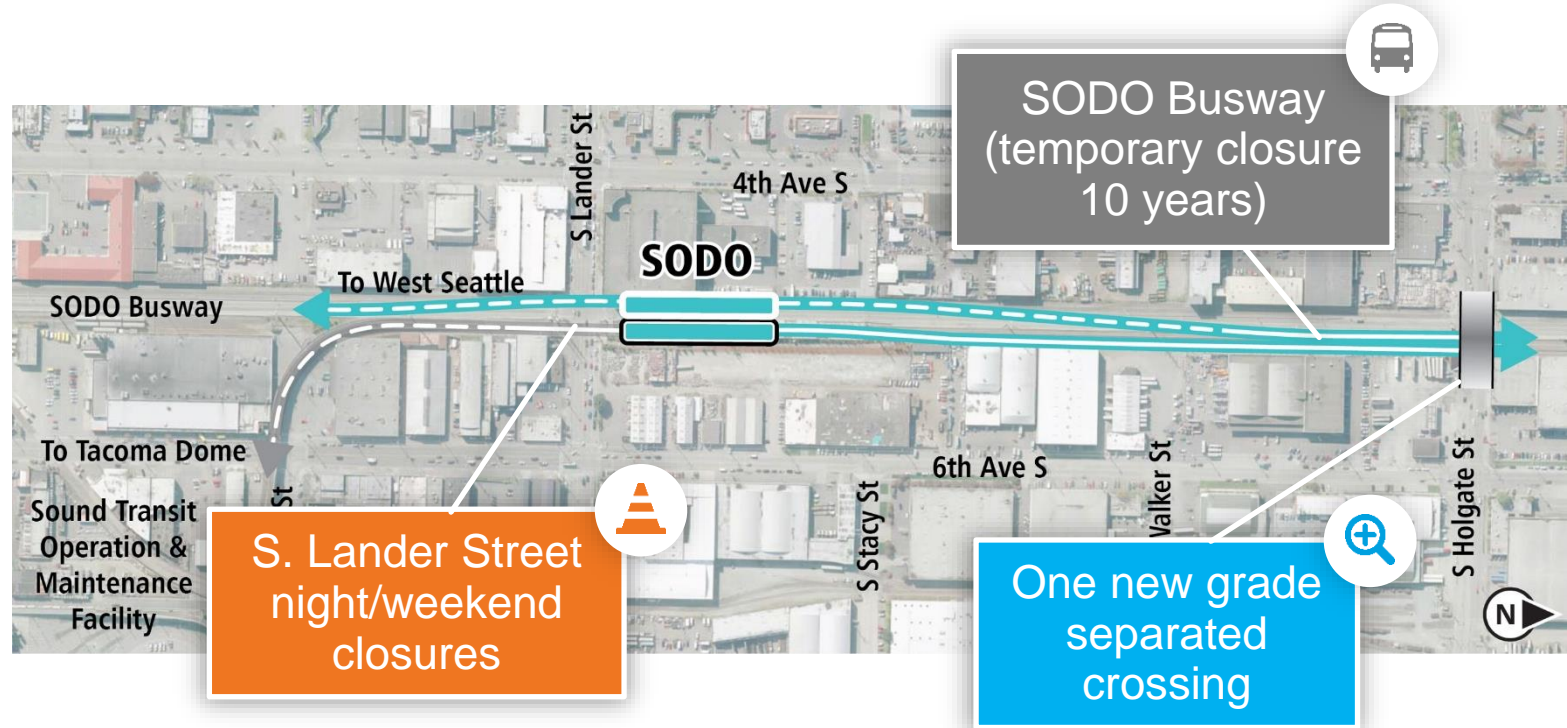 SODO Busway
(temporary closure
10 years)
S Lander St
4th Ave S
SODO
To West Seattle
SODO Busway
To Tacoma Dome
6th Ave S
Sound Transit
Operation &
Maintenance
Facility
St
S. Lander Street
night/weekend
closures
S Stacy St
Walker St
S Holgate St
One new grade
separated
crossing
N